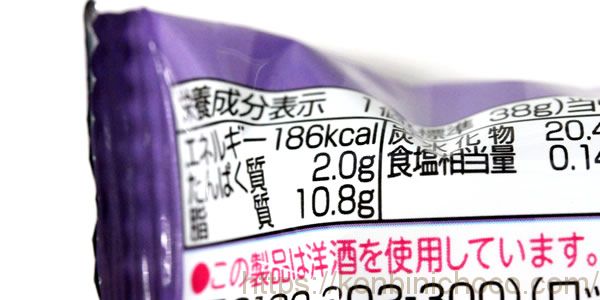 栄養成分表示 1個(標準38g)当
エネルギー 186kcal 炭水化物 20.4
たんぱく質 2.0g 食塩相当量 0.14
脂質 10.8g
●この製品は洋酒を使用しています。
https://konbinichoco.com